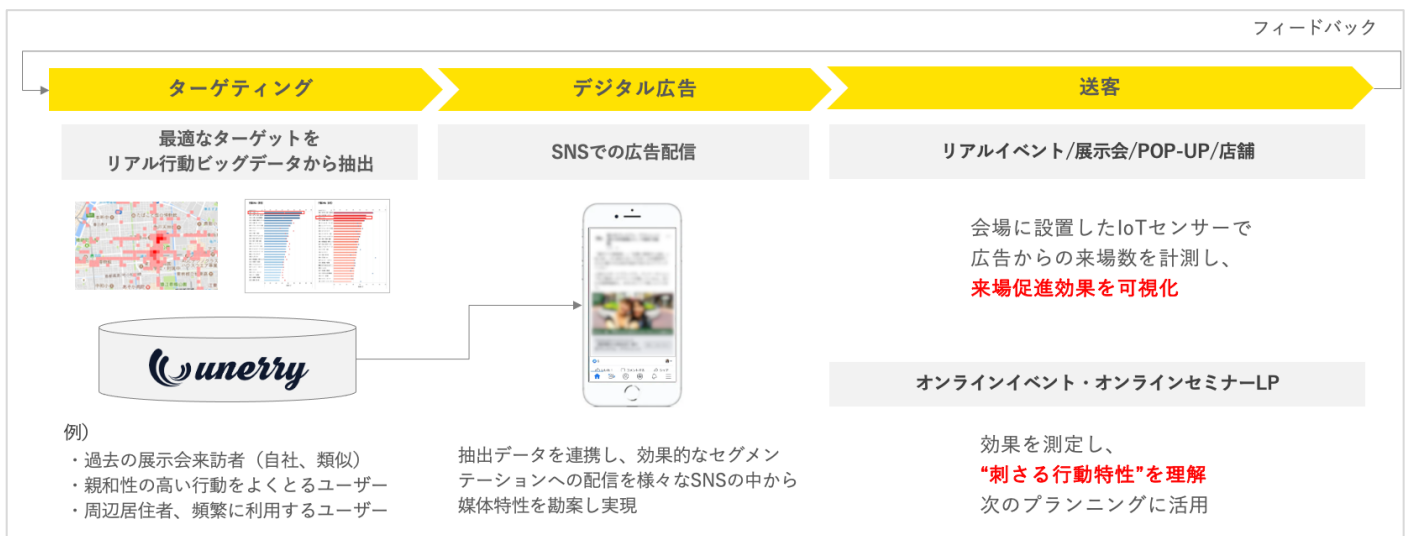 フィードバック
ターゲティング
デジタル広告
送客
最適なターゲットを
リアル行動ビッグデータから抽出
SNSでの広告配信
リアルイベント/展示会/POP-UP/店舗
会場に設置したIoTセンサーで
広告からの来場数を計測し、
来場促進効果を可視化
unerry
オンラインイベント・オンラインセミナーLP
例）
・過去の展示会来訪者（自社、類似）
・親和性の高い行動をよくとるユーザー
・周辺居住者、頻繁に利用するユーザー
抽出データを連携し、効果的なセグメン
テーションへの配信を様々なSNSの中から
媒体特性を勘案し実現
効果を測定し、
“刺さる行動特性”を理解
次のプランニングに活用